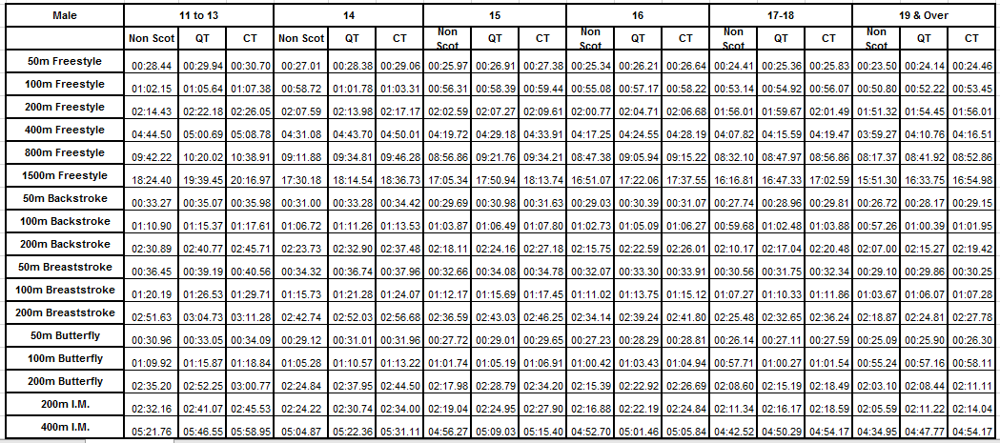 Male 11 to 13 14 15 16 17-18 19 & Over
Non Scot QT CT Non Scot QT CT Non Scot QT CT Non Scot QT CT Non Scot QT CT Non Scot QT CT
50m Freestyle 00:28.44 00:29.94 00:30.70 00:27.01 00:28.38 00:29.06 00:25.97 00:26.91 00:27.38 00:25.34 00:26.21 00:26.64 00:24.41 00:25.36 00:25.83 00:23.50 00:24.14 00:24.46
100m Freestyle 01:02.15 01:05.64 01:07.38 00:58.72 01:01.78 01:03.31 00:56.31 00:58.39 00:59.44 00:55.08 00:57.17 00:58.22 00:53.14 00:54.92 00:56.07 00:50.80 00:52.22 00:53.45
200m Freestyle 02:14.43 02:22.18 02:26.05 02:07.59 02:13.98 02:17.17 02:02.59 02:07.27 02:09.61 02:00.77 02:04.71 02:06.68 01:56.01 01:59.67 02:01.49 01:51.32 01:54.45 01:56.01
400m Freestyle 04:44.50 05:00.69 05:08.78 04:31.08 04:43.70 04:50.01 04:19.72 04:29.18 04:33.91 04:17.25 04:24.55 04:28.19 04:07.82 04:15.59 04:19.47 03:59.27 04:10.76 04:16.51
800m Freestyle 09:42.22 10:20.02 10:38.91 09:11.88 09:34.81 09:46.28 08:56.86 09:21.76 09:34.21 08:47.38 09:05.94 09:15.22 08:32.10 08:47.97 08:56.86 08:17.37 08:41.92 08:52.86
1500m Freestyle 18:24.40 19:39.45 20:16.97 17:30.18 18:14.54 18:36.73 17:05.34 17:50.94 18:13.74 16:51.07 17:22.06 17:37.55 16:16.81 16:47.33 17:02.59 15:51.30 16:33.75 16:54.98
50m Backstroke 00:33.27 00:35.07 00:35.98 00:31.00 00:33.28 00:34.42 00:29.69 00:30.98 00:31.63 00:29.03 00:30.39 00:31.07 00:27.74 00:28.96 00:29.81 00:26.72 00:28.17 00:29.15
100m Backstroke 01:10.90 01:15.37 01:17.61 01:06.72 01:11.26 01:13.53 01:03.87 01:06.49 01:07.80 01:02.73 01:05.09 01:06.27 00:59.68 01:02.48 01:03.88 00:57.26 01:00.39 01:01.95
200m Backstroke 02:30.89 02:40.77 02:45.71 02:23.73 02:32.90 02:37.48 02:18.11 02:24.16 02:27.18 02:15.75 02:22.59 02:26.01 02:10.17 02:17.04 02:20.48 02:07.00 02:15.27 02:19.42
50m Breaststroke 00:36.45 00:39.19 00:40.56 00:34.32 00:36.74 00:37.96 00:32.66 00:34.08 00:34.78 00:32.07 00:33.30 00:33.91 00:30.56 00:31.75 00:32.34 00:29.10 00:29.86 00:30.25
100m Breaststroke 01:20.19 01:26.53 01:29.71 01:15.73 01:21.28 01:24.07 01:12.17 01:15.69 01:17.45 01:11.02 01:13.75 01:15.12 01:07.27 01:10.33 01:11.86 01:03.67 01:06.07 01:07.28
200m Breaststroke 02:51.63 03:04.73 03:11.28 02:42.74 02:52.03 02:56.68 02:36.59 02:43.03 02:46.25 02:34.14 02:39.24 02:41.80 02:25.48 02:32.65 02:36.24 02:18.87 02:24.81 02:27.78
50m Butterfly 00:30.96 00:33.05 00:34.09 00:29.12 00:31.01 00:31.96 00:27.72 00:29.01 00:29.65 00:27.23 00:28.29 00:28.81 00:26.14 00:27.11 00:27.59 00:25.09 00:25.90 00:26.30
100m Butterfly 01:09.92 01:15.87 01:18.84 01:05.28 01:10.57 01:13.22 01:01.74 01:05.19 01:06.91 01:00.42 01:03.43 01:04.94 00:57.71 01:00.27 01:01.54 00:55.24 00:57.16 00:58.11
200m Butterfly 02:35.20 02:52.25 03:00.77 02:24.84 02:37.95 02:44.50 02:17.98 02:28.79 02:34.20 02:15.39 02:22.92 02:26.69 02:08.60 02:15.19 02:18.49 02:03.10 02:08.44 02:11.11
200m I.M. 02:32.16 02:41.07 02:45.53 02:24.22 02:30.74 02:34.00 02:19.04 02:24.95 02:27.90 02:16.88 02:22.19 02:24.84 02:11.34 02:16.17 02:18.59 02:05.59 02:11.22 02:14.04
400m I.M. 05:21.76 05:46.55 05:58.95 05:04.87 05:22.36 05:31.11 04:56.27 05:09.03 05:15.40 04:52.70 05:01.46 05:05.84 04:42.52 04:50.29 04:54.17 04:34.95 04:47.77 04:54.17